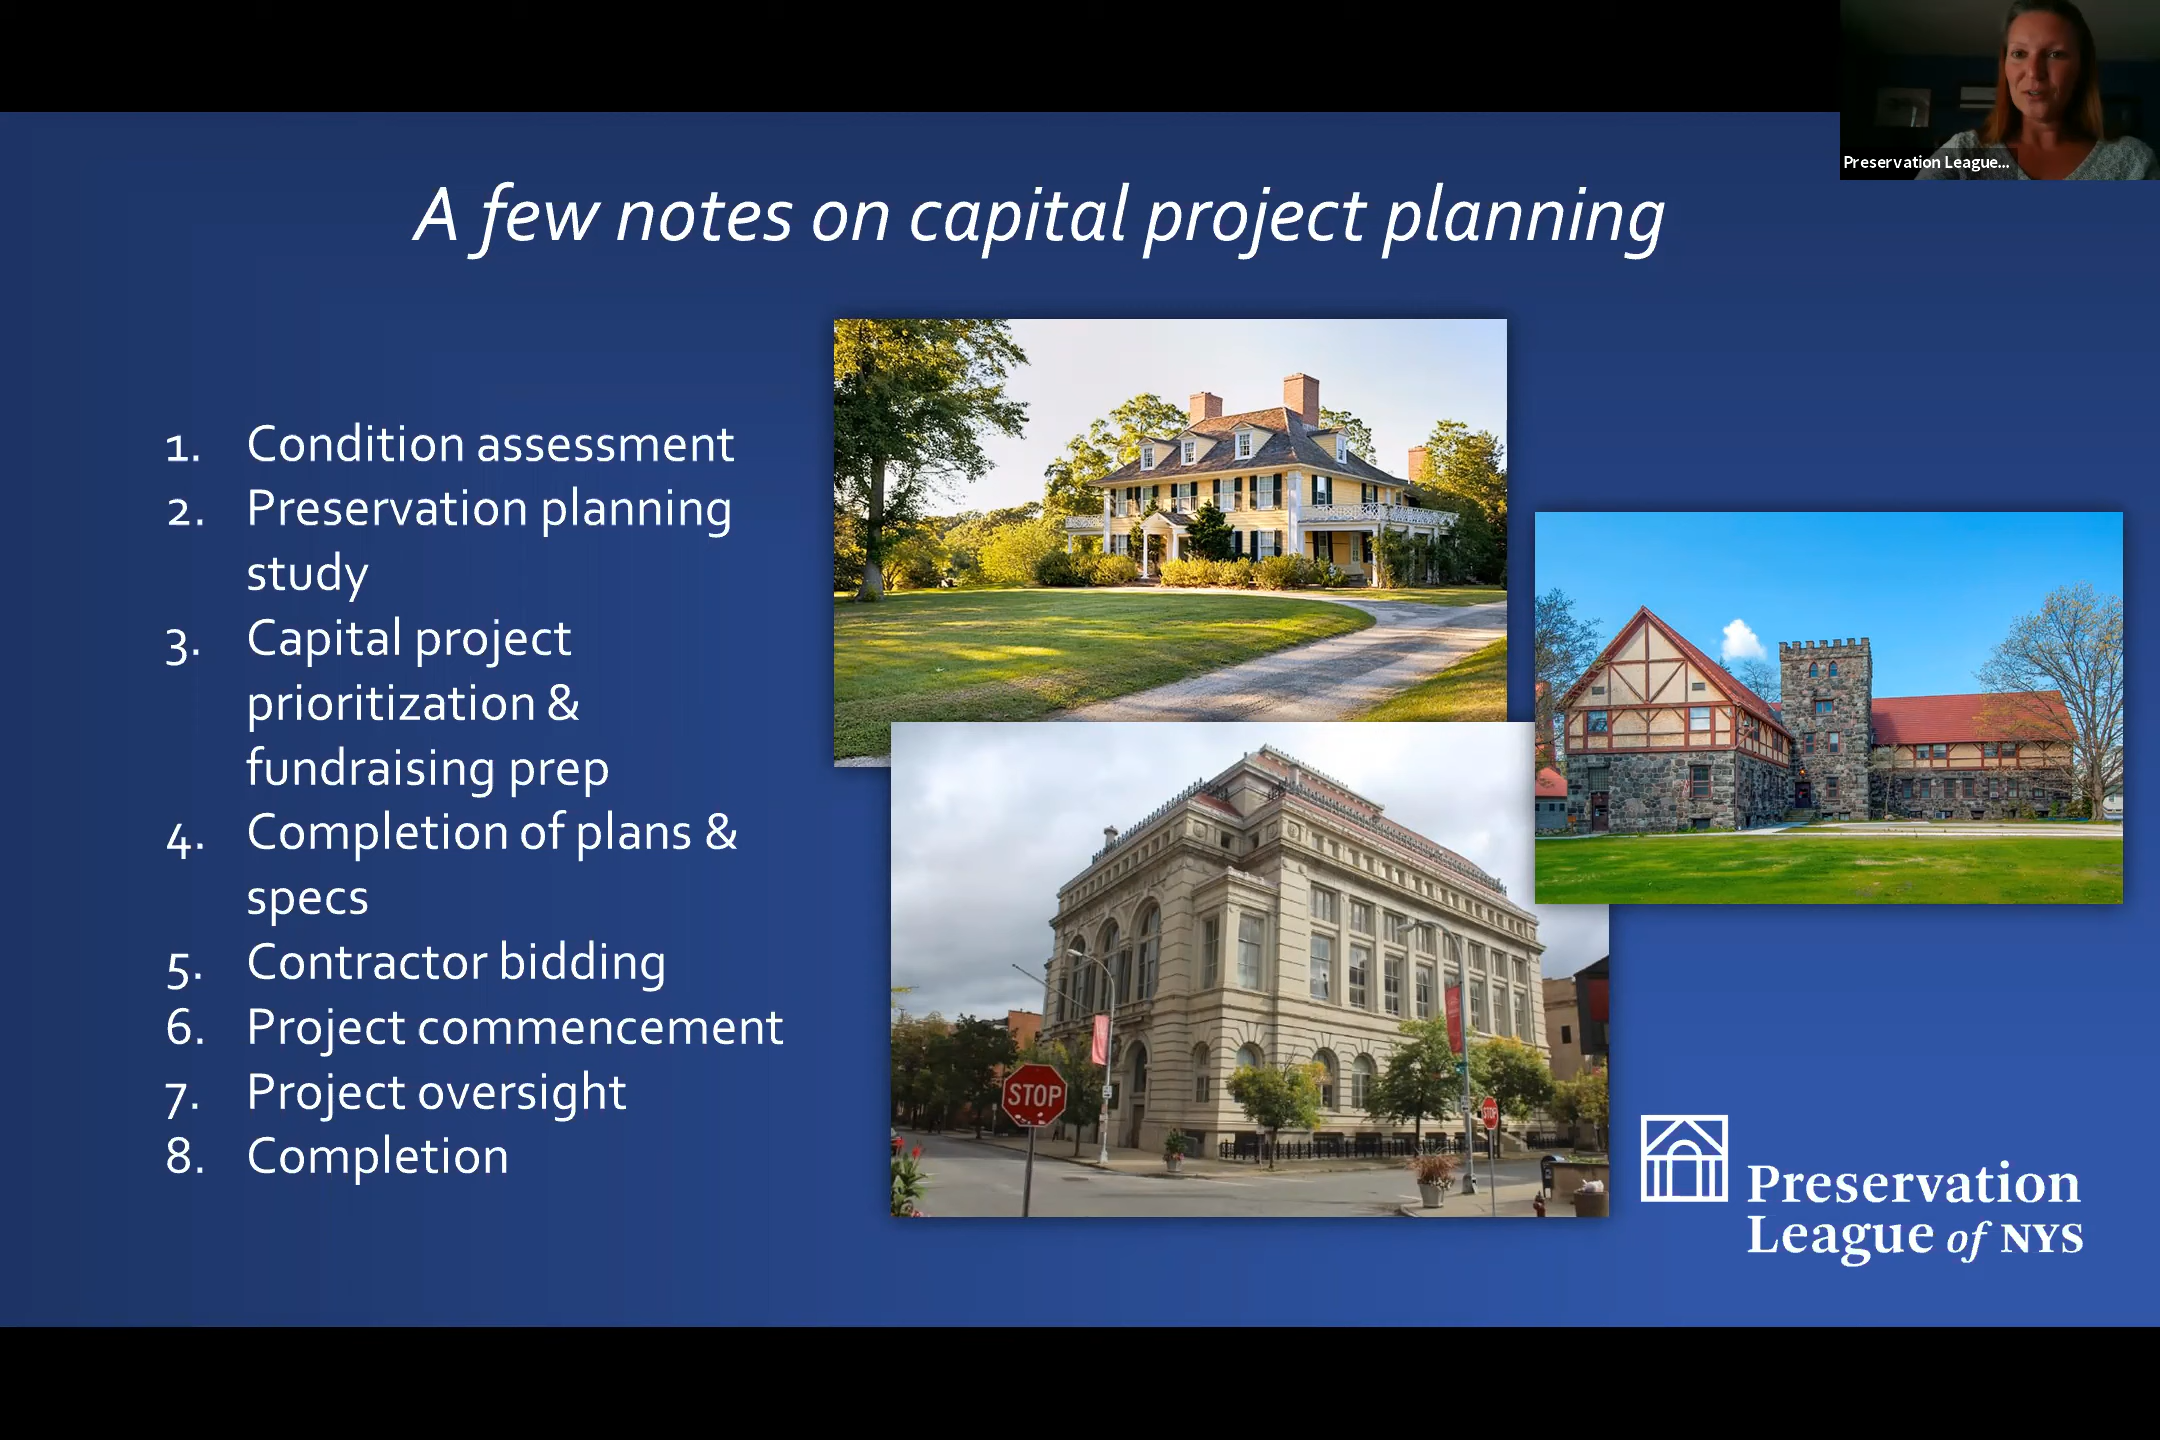 Preservation League...
A few notes on capital project planning
1. Condition assessment
2. Preservation planning
study
3. Capital project
prioritization &
fundraising prep
4. Completion of plans &
specs
5. Contractor bidding
6. Project commencement
7. Project oversight
8. Completion
STOP
STOP
Preservation
League of NYS